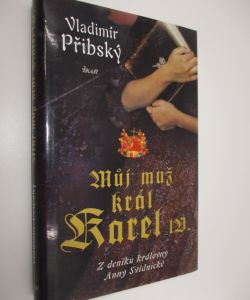 Vladimír
Přibský
IKAR
Můj muž
král
Karel IV.
Z deníku královny
Anny Svídnické